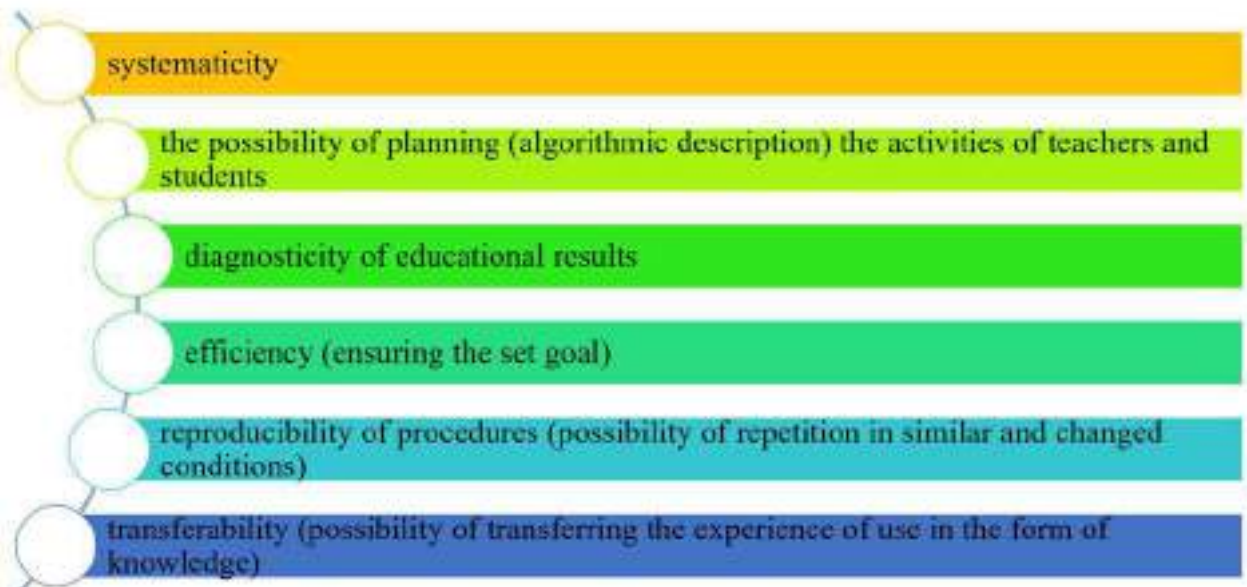 systematicity
the possibility of planning (algorithmic description) the activities of teachers and
students
diagnosticity of educational results
efficiency (ensuring the set goal)
reproducibility of procedures (possibility of repetition in similar and changed
conditions)
transferability (possibility of transferring the experience of use in the form of
knowledge)